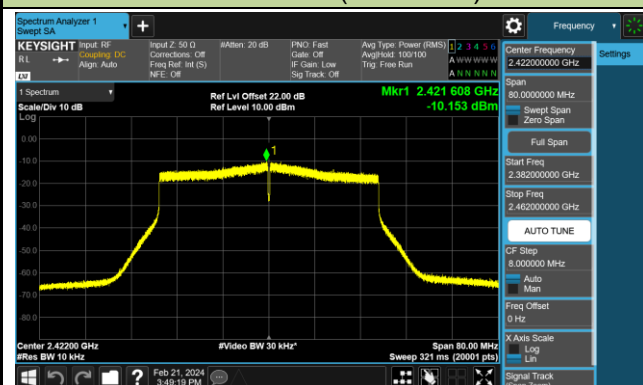 Spectrum Analyzer 1
Swept SA
Frequency
KEYSIGHT
Input: RF
Coupling: DC
Align: Auto
Input Z: 50 Ω
Corrections: Off
Freq Ref: Int (S)
NFE: Off
#Atten: 20 dB
PNO: Fast
Gate: Off
IF Gain: Low
Sig Track: Off
Avg Type: Power (RMS)
Avg|Hold: 100/100
Trig: Free Run
1 2 3 4 5 6
A W W W W W
A N N N N N
R L
LXI
1 Spectrum
Scale/Div 10 dB
Log
Ref Lvl Offset 22.00 dB
Ref Level 10.00 dBm
Mkr1 2.421 608 GHz
-10.153 dBm
1
0.00
-10.0
-20.0
-30.0
-40.0
-50.0
-60.0
-70.0
-80.0
Center 2.42200 GHz
#Res BW 10 kHz
#Video BW 30 kHz*
Span 80.00 MHz
Sweep 321 ms (20001 pts)
?
Feb 21, 2024
3:49:19 PM
Center Frequency
2.422000000 GHz
Settings
Span
80.0000000 MHz
Swept Span
Zero Span
Full Span
Start Freq
2.382000000 GHz
Stop Freq
2.462000000 GHz
AUTO TUNE
CF Step
8.000000 MHz
Auto
Man
Freq Offset
0 Hz
X Axis Scale
Log
Lin
Signal Track